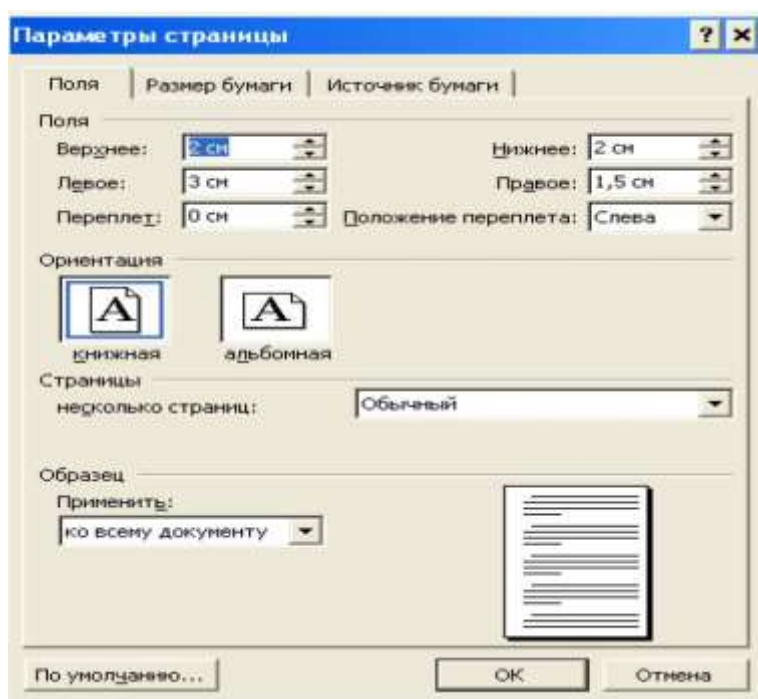 Параметры страницы ? ×
Поля Размер бумаги Источник бумаги
Поля
Верхнее: 2 см Нижнее: 2 см
Левое: 3 см Правое: 1,5 см
Переплет: 0 см Положение переплета: Слева
Ориентация
A A
книжная альбомная
Страницы
несколько страниц: Обычный
Образец
Применить:
ко всему документу
По умолчанию... ОК Отмена